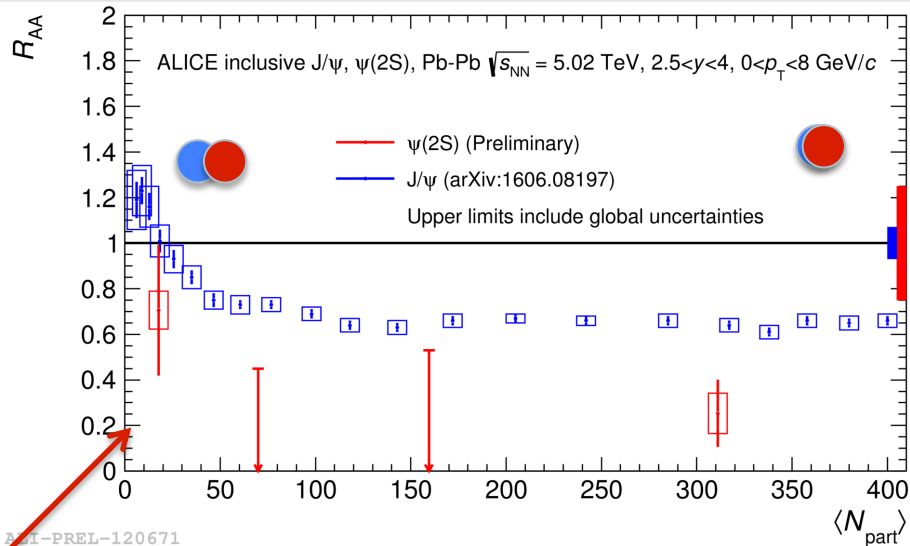 R_AA
2
1.8
1.6
1.4
1.2
1
0.8
0.6
0.4
0.2
0
ALICE inclusive J/ψ, ψ(2S), Pb-Pb √s_NN = 5.02 TeV, 2.5<y<4, 0<p_T<8 GeV/c
ψ(2S) (Preliminary)
J/ψ (arXiv:1606.08197)
Upper limits include global uncertainties
0 50 100 150 200 250 300 350 400
⟨N_part⟩
ALI-PREL-120671